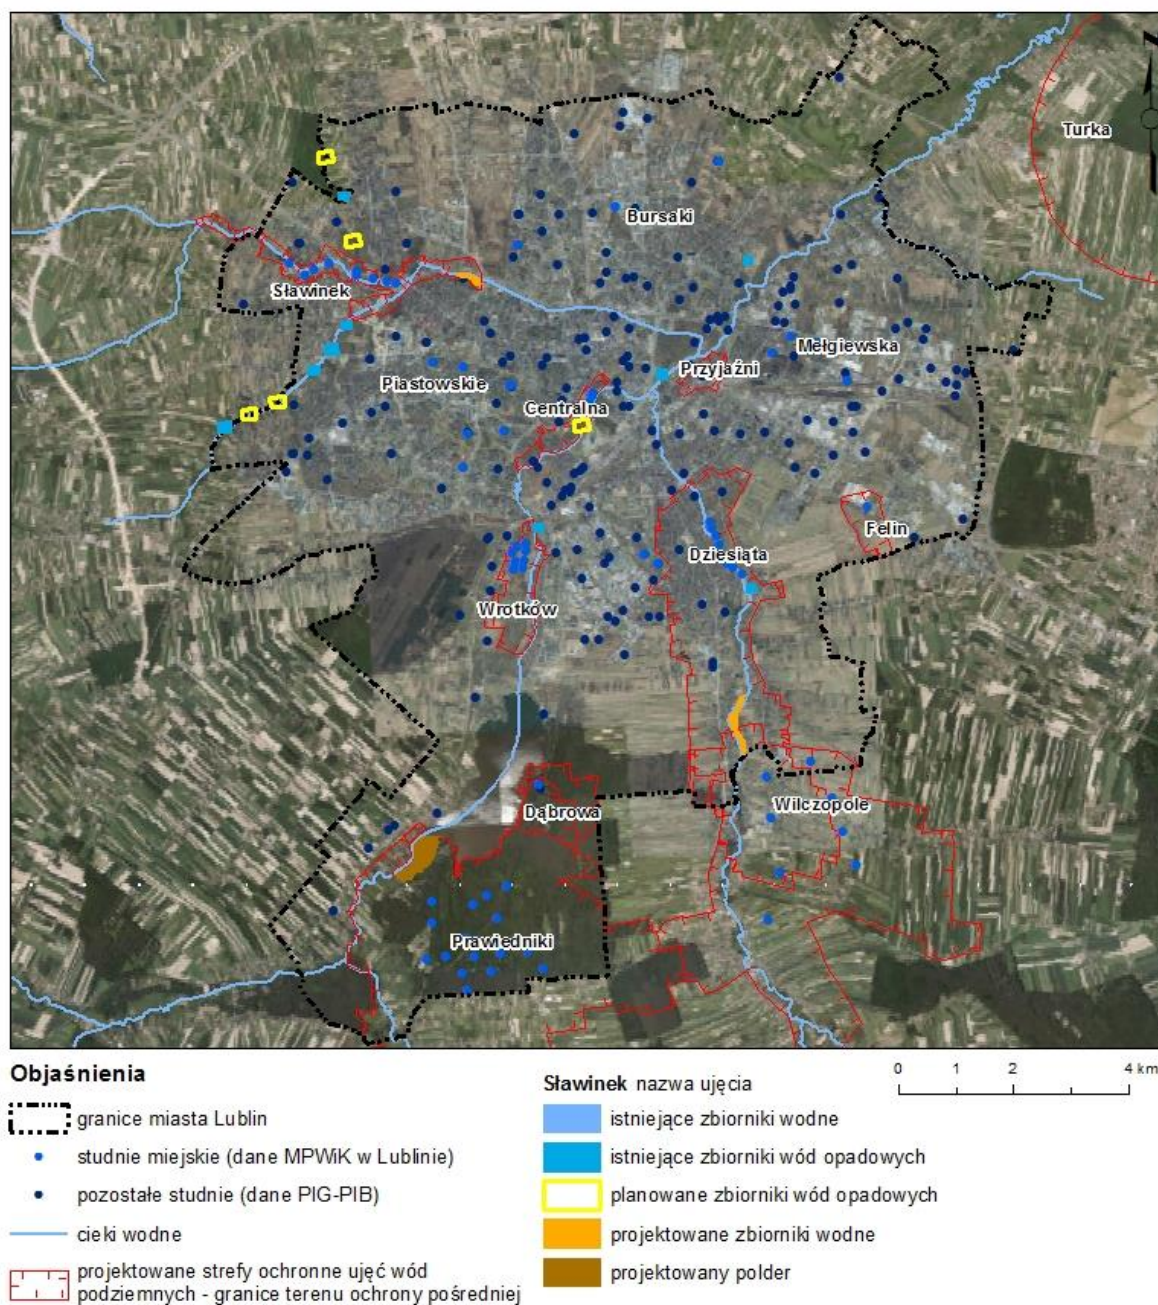 N
Turka
Bursaki
Sławinek
Mełgiewska
Przyjaźni
Piastowskie
Centralna
Felin
Dziesiąta
Wrotków
Wilczopole
Dąbrowa
Prawiedniki
Objaśnienia
granice miasta Lublin
studnie miejskie (dane MPWiK w Lublinie)
pozostałe studnie (dane PIG-PIB)
cieki wodne
projektowane strefy ochronne ujęć wód
podziemnych - granice terenu ochrony pośredniej
Sławinek nazwa ujęcia
istniejące zbiorniki wodne
istniejące zbiorniki wód opadowych
planowane zbiorniki wód opadowych
projektowane zbiorniki wodne
projektowany polder
0 1 2 4 km